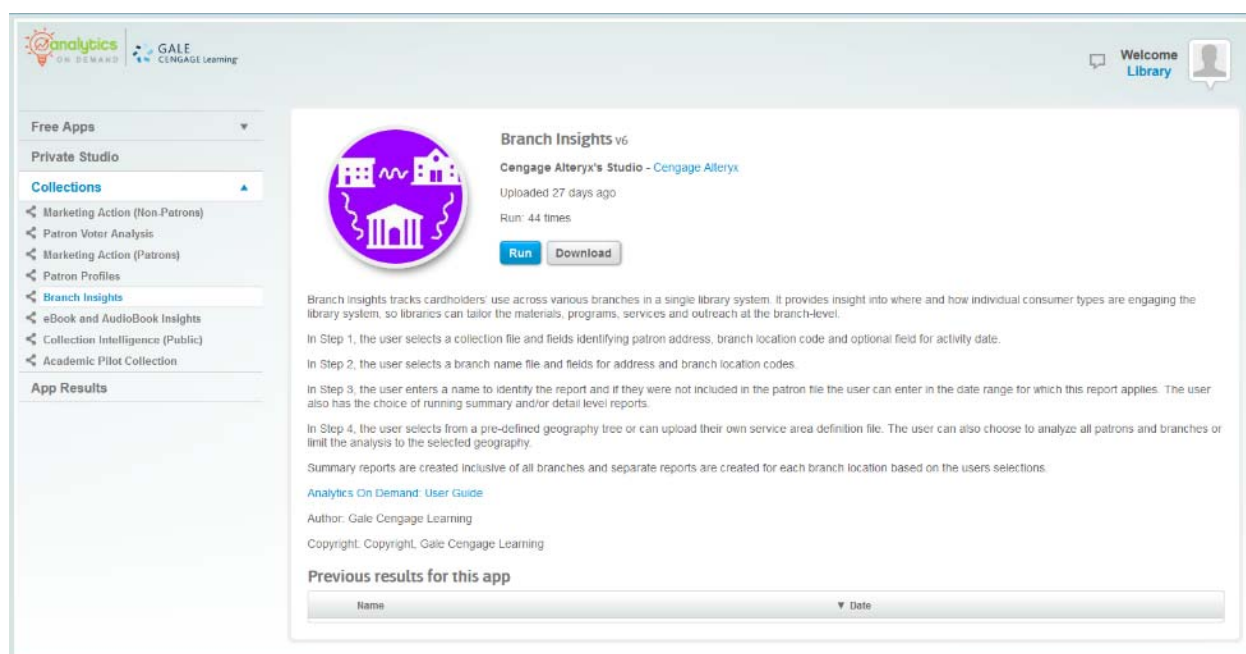 analytics
ON DEMAND
GALE
CENGAGE Learning
Welcome
Library
Free Apps
Private Studio
Collections
Marketing Action (Non-Patrons)
Patron Voter Analysis
Marketing Action (Patrons)
Patron Profiles
Branch Insights
eBook and AudioBook Insights
Collection Intelligence (Public)
Academic Pilot Collection
App Results
Branch Insights v6
Cengage Alteryx's Studio - Cengage Alteryx
Uploaded 27 days ago
Run: 44 times
Run Download
Branch Insights tracks cardholders' use across various branches in a single library system. It provides insight into where and how individual consumer types are engaging the
library system, so libraries can tailor the materials, programs, services and outreach at the branch-level.
In Step 1, the user selects a collection file and fields identifying patron address, branch location code and optional field for activity date.
In Step 2, the user selects a branch name file and fields for address and branch location codes.
In Step 3, the user enters a name to identify the report and if they were not included in the patron file the user can enter in the date range for which this report applies. The user
also has the choice of running summary and/or detail level reports.
In Step 4, the user selects from a pre-defined geography tree or can upload their own service area definition file. The user can also choose to analyze all patrons and branches or
limit the analysis to the selected geography.
Summary reports are created inclusive of all branches and separate reports are created for each branch location based on the users selections.
Analytics On Demand: User Guide
Author: Gale Cengage Learning
Copyright: Copyright, Gale Cengage Learning
Previous results for this app
Name ▼ Date